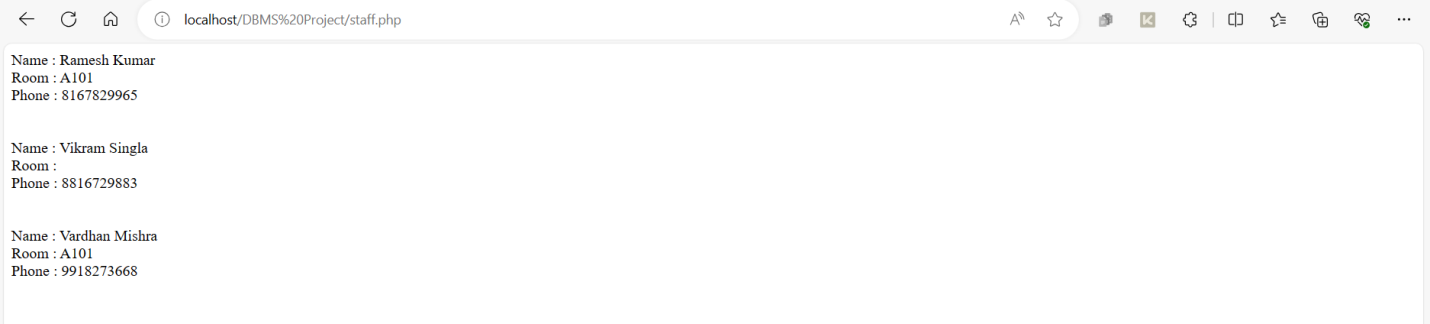 localhost/DBMS%20Project/staff.php
Name : Ramesh Kumar
Room : A101
Phone : 8167829965
Name : Vikram Singla
Room :
Phone : 8816729883
Name : Vardhan Mishra
Room : A101
Phone : 9918273668